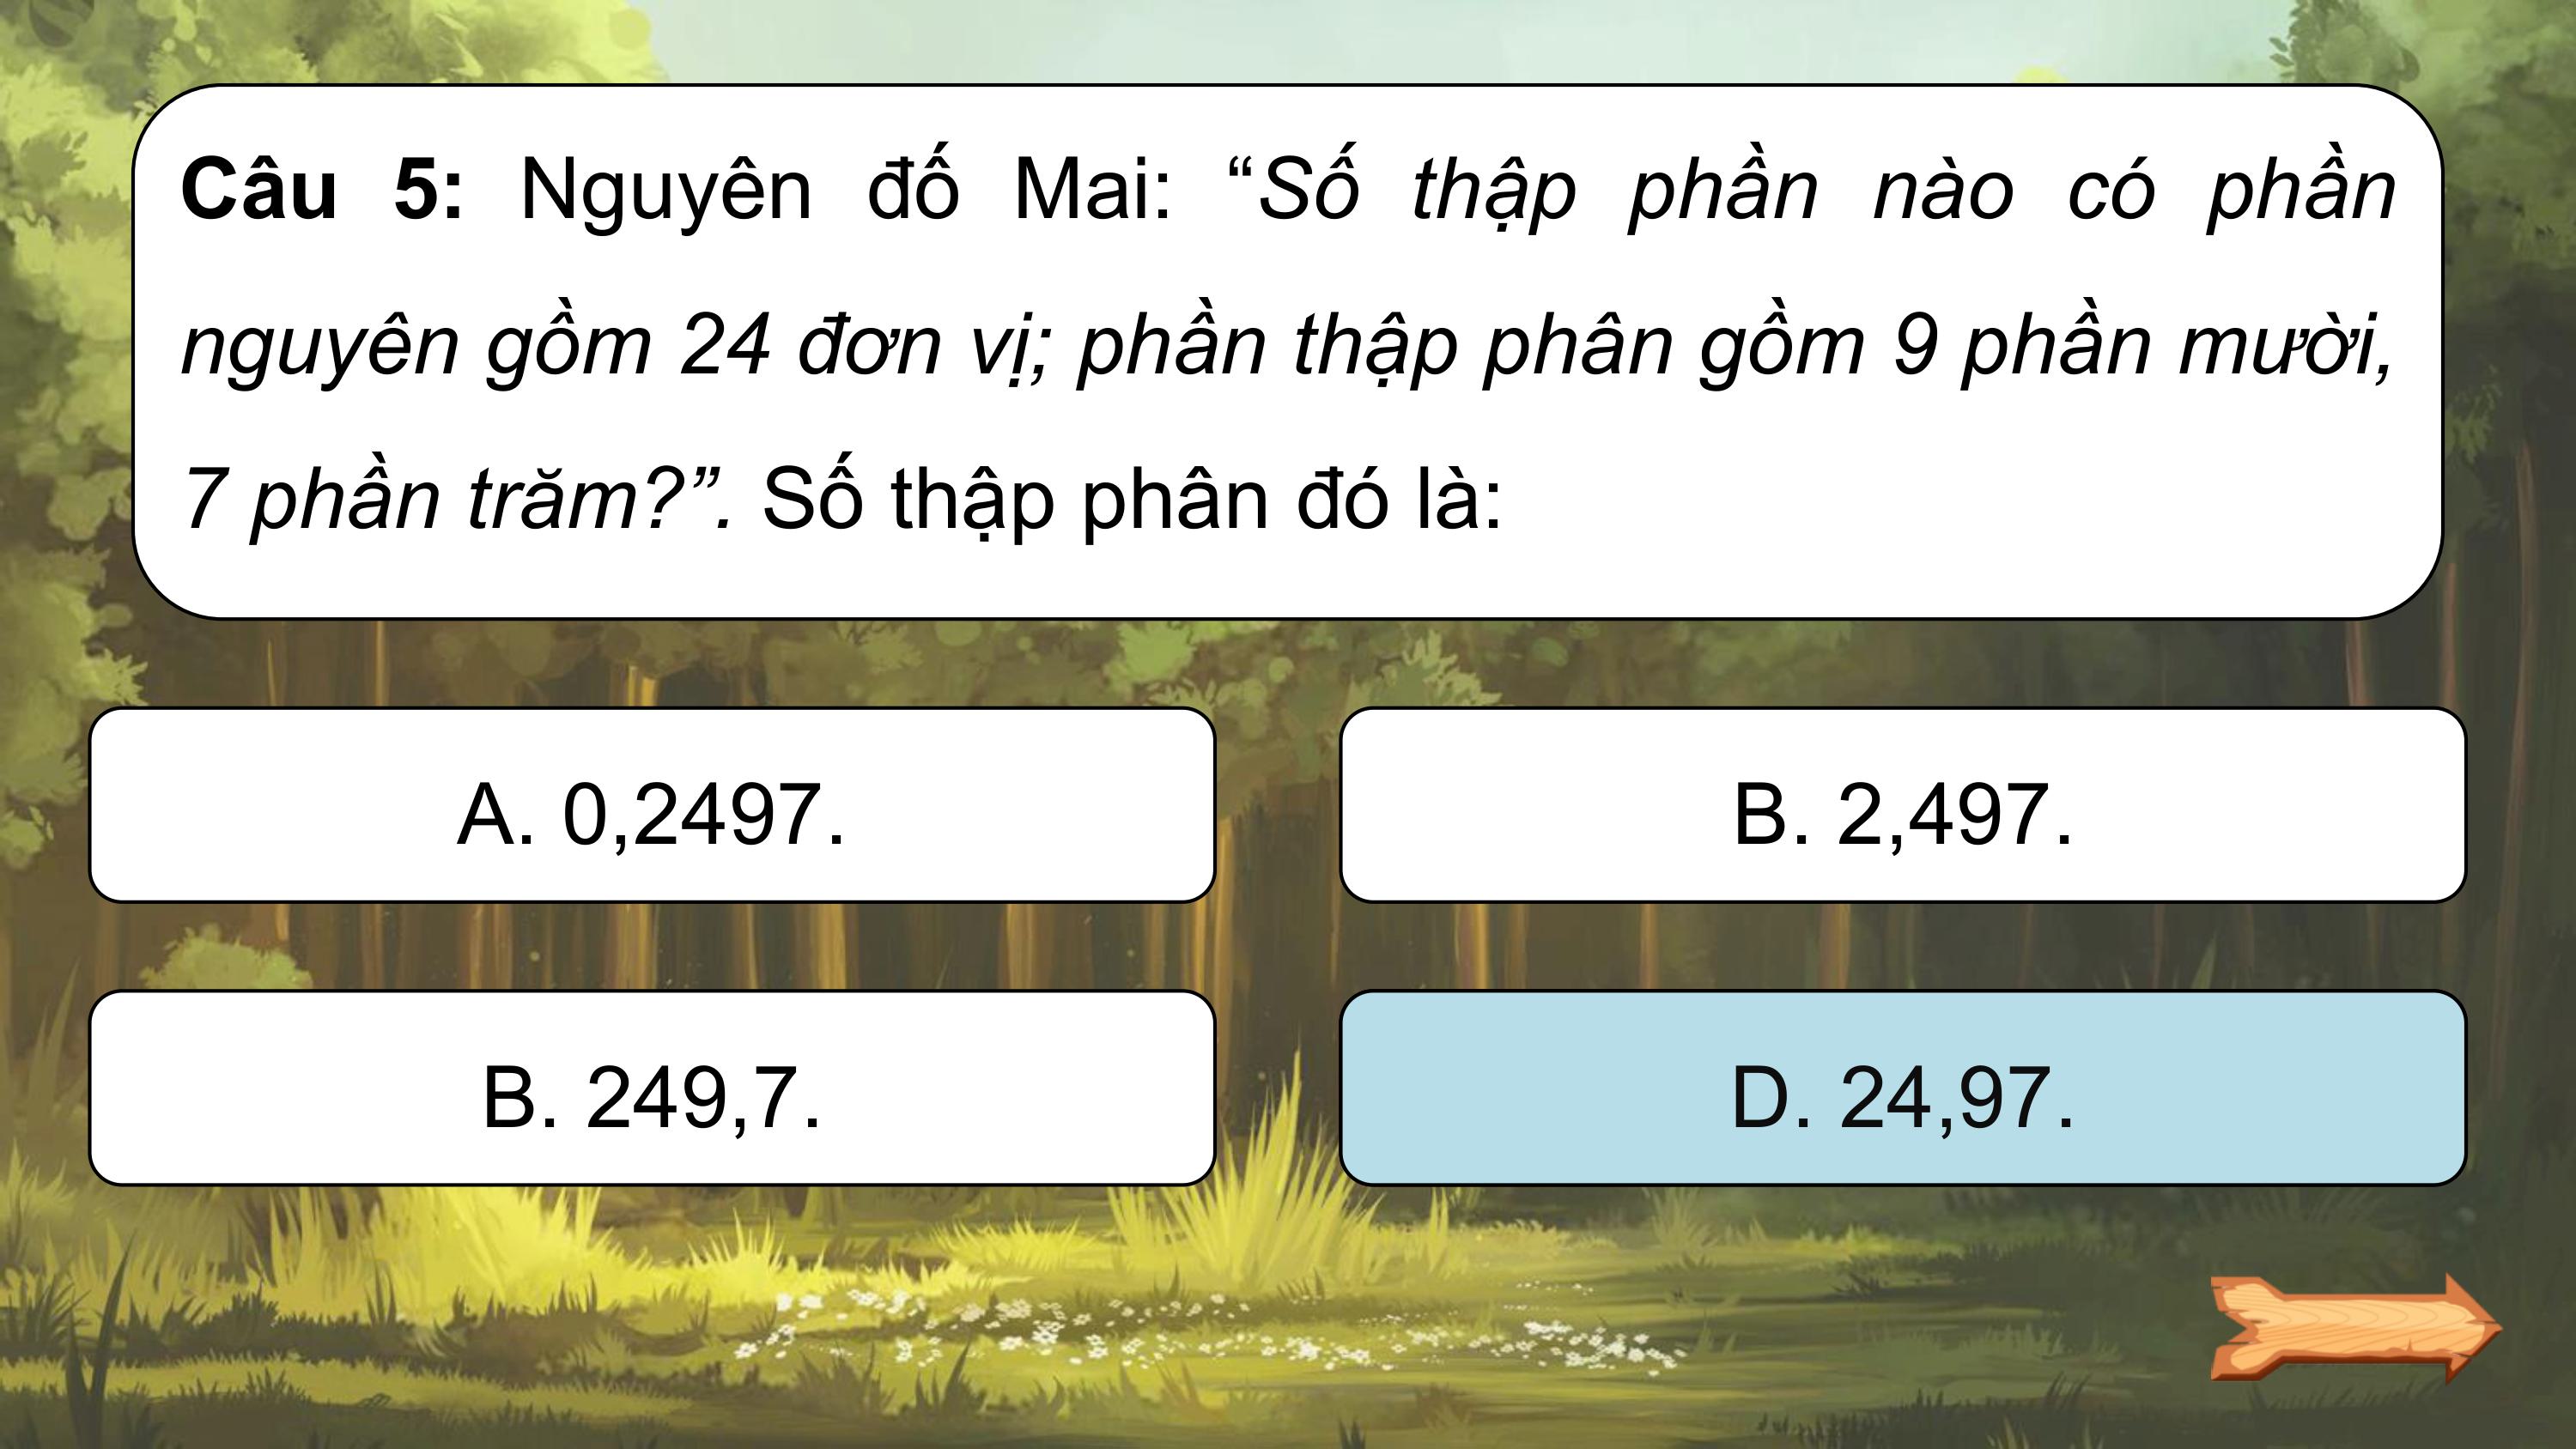 Câu 5: Nguyên đố Mai: “Số thập phần nào có phần
nguyên gồm 24 đơn vị; phần thập phân gồm 9 phần mười,
7 phần trăm?”. Số thập phân đó là:
A. 0,2497.
B. 2,497.
B. 249,7.
D. 24,97.